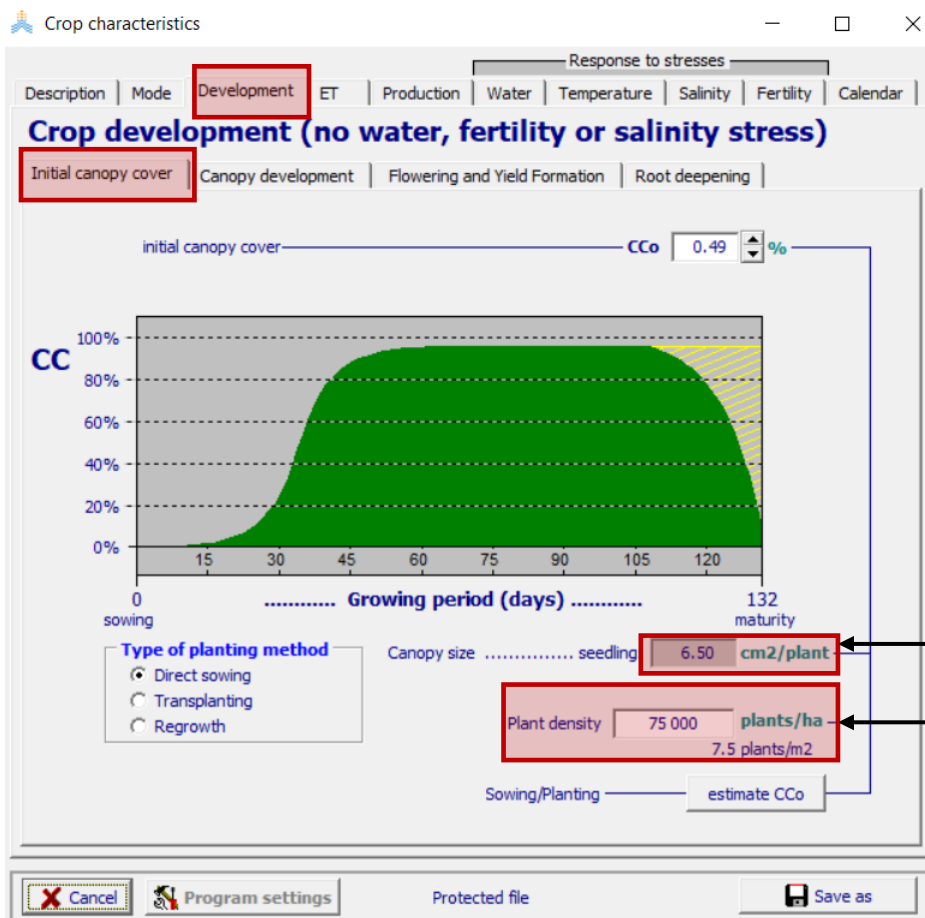 Crop characteristics
Response to stresses
Description Mode Development ET Production Water Temperature Salinity Fertility Calendar
Crop development (no water, fertility or salinity stress)
Initial canopy cover Canopy development Flowering and Yield Formation Root deepening
initial canopy cover CCo 0.49 %
CC
100%
80%
60%
40%
20%
0%
15 30 45 60 75 90 105 120
0 ............ Growing period (days) ............ 132
sowing maturity
Type of planting method
Direct sowing
Transplanting
Regrowth
Canopy size ............... seedling 6.50 cm2/plant
Plant density 75 000 plants/ha
7.5 plants/m2
Sowing/Planting estimate CCo
Cancel Program settings Protected file Save as